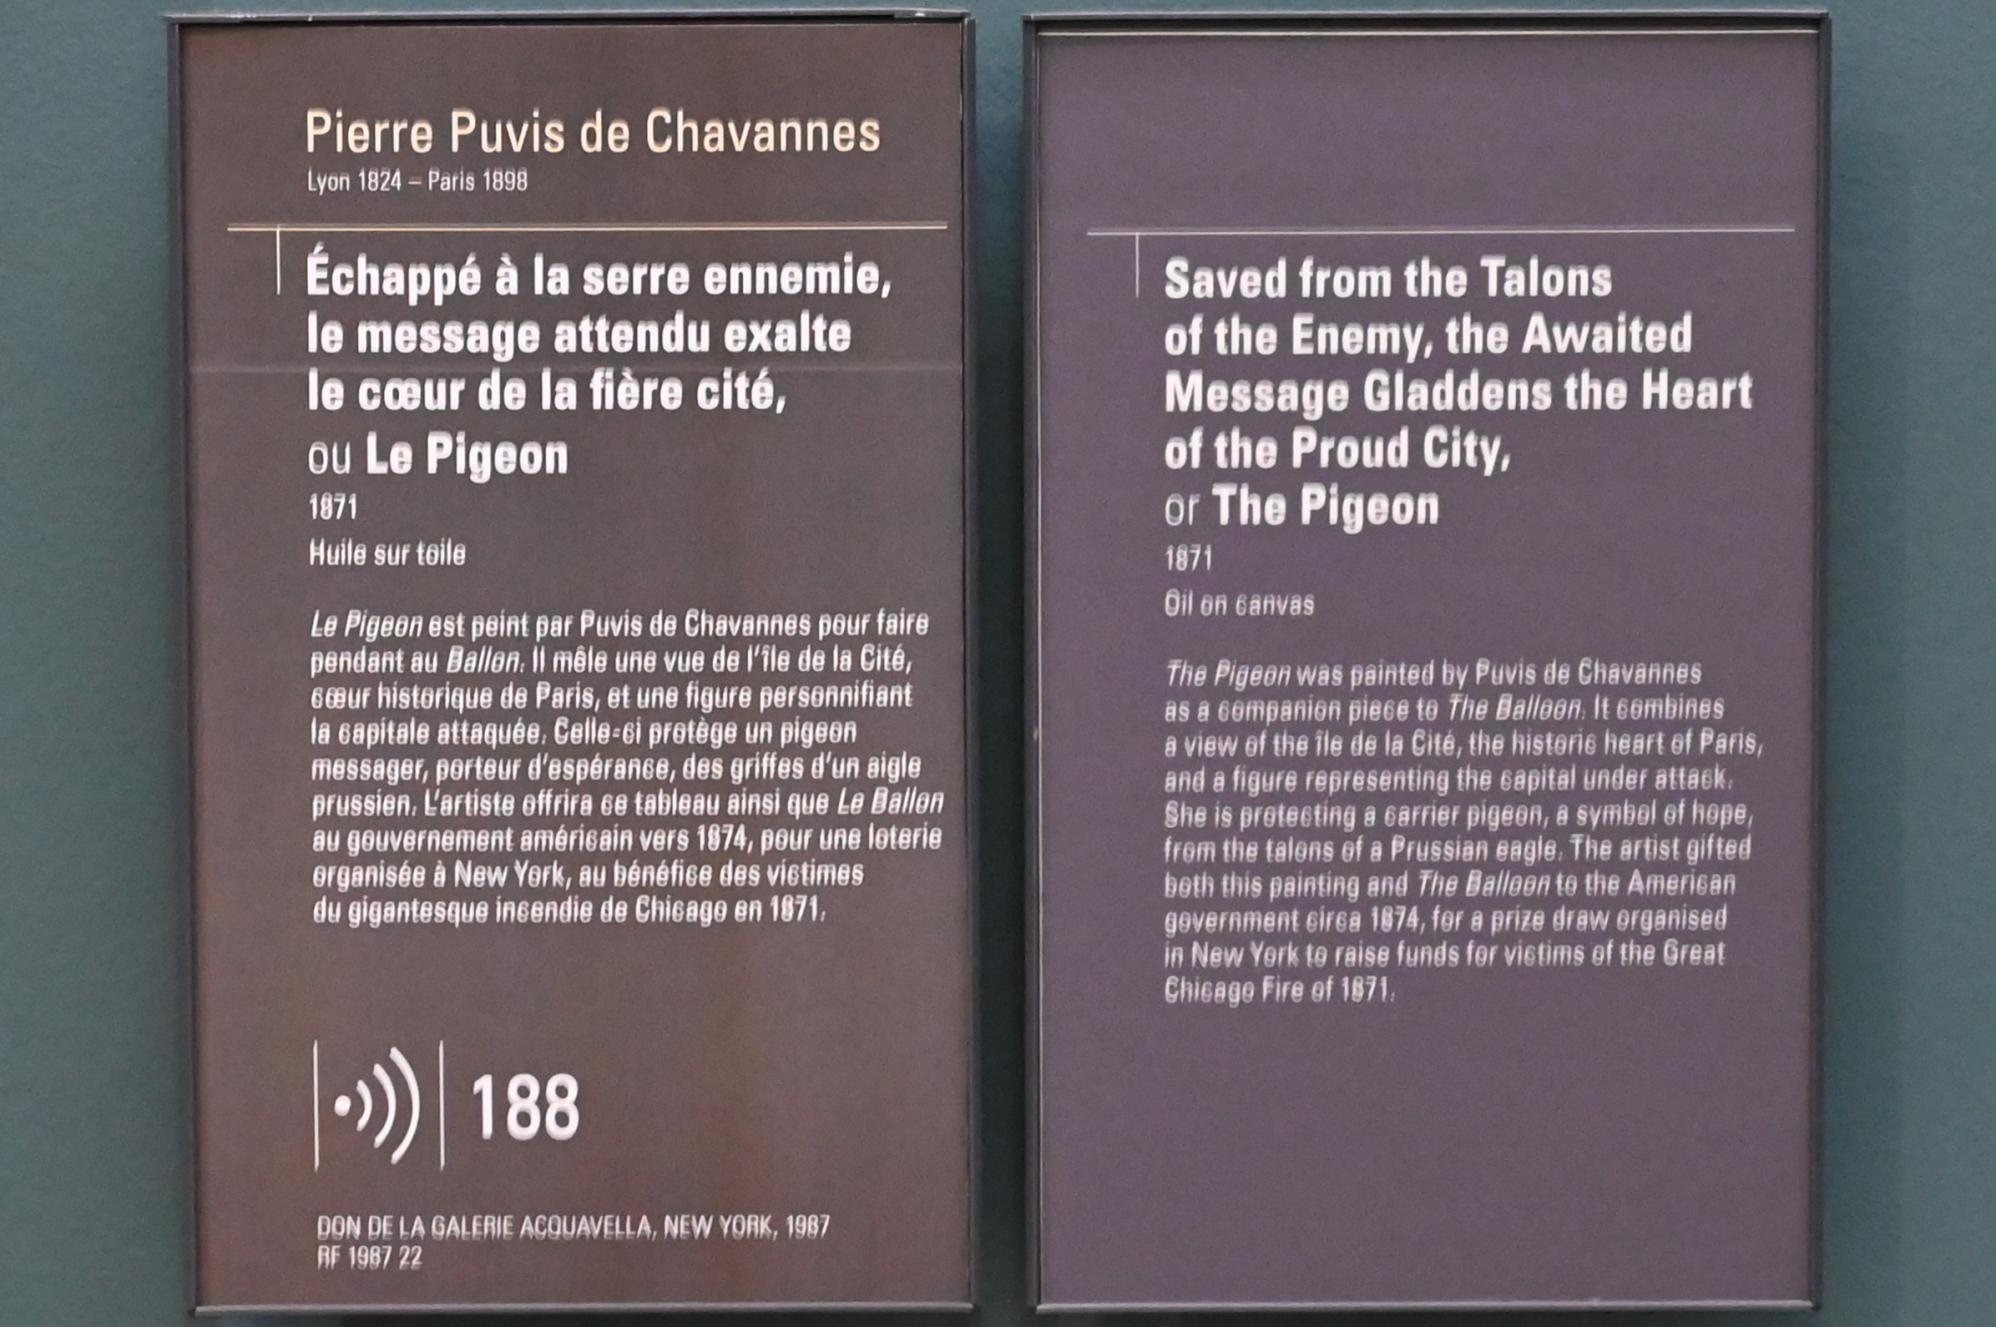 Pierre Puvis de Chavannes
Lyon 1824 – Paris 1898
Échappé à la serre ennemie,
le message attendu exalte
le cœur de la fière cité,
ou Le Pigeon
1871
Huile sur toile
Le Pigeon est peint par Puvis de Chavannes pour faire
pendant au Ballon. Il mêle une vue de l'île de la Cité,
cœur historique de Paris, et une figure personnifiant
la capitale attaquée. Celle-ci protège un pigeon
messager, porteur d'espérance, des griffes d'un aigle
prussien. L'artiste offrira ce tableau ainsi que Le Ballon
au gouvernement américain vers 1874, pour une loterie
organisée à New York, au bénéfice des victimes
du gigantesque incendie de Chicago en 1871.
188
DON DE LA GALERIE ACQUAVELLA, NEW YORK, 1987
RF 1987 22
Saved from the Talons
of the Enemy, the Awaited
Message Gladdens the Heart
of the Proud City,
or The Pigeon
1871
Oil on canvas
The Pigeon was painted by Puvis de Chavannes
as a companion piece to The Balloon. It combines
a view of the île de la Cité, the historic heart of Paris,
and a figure representing the capital under attack.
She is protecting a carrier pigeon, a symbol of hope,
from the talons of a Prussian eagle. The artist gifted
both this painting and The Balloon to the American
government circa 1874, for a prize draw organised
in New York to raise funds for victims of the Great
Chicago Fire of 1871.